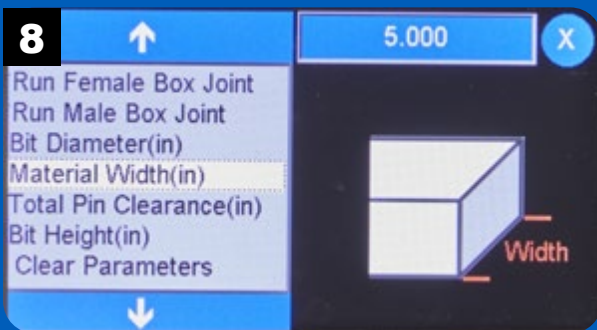 8
5.000
X
Run Female Box Joint
Run Male Box Joint
Bit Diameter(in)
Material Width(in)
Total Pin Clearance(in)
Bit Height(in)
Clear Parameters
Width